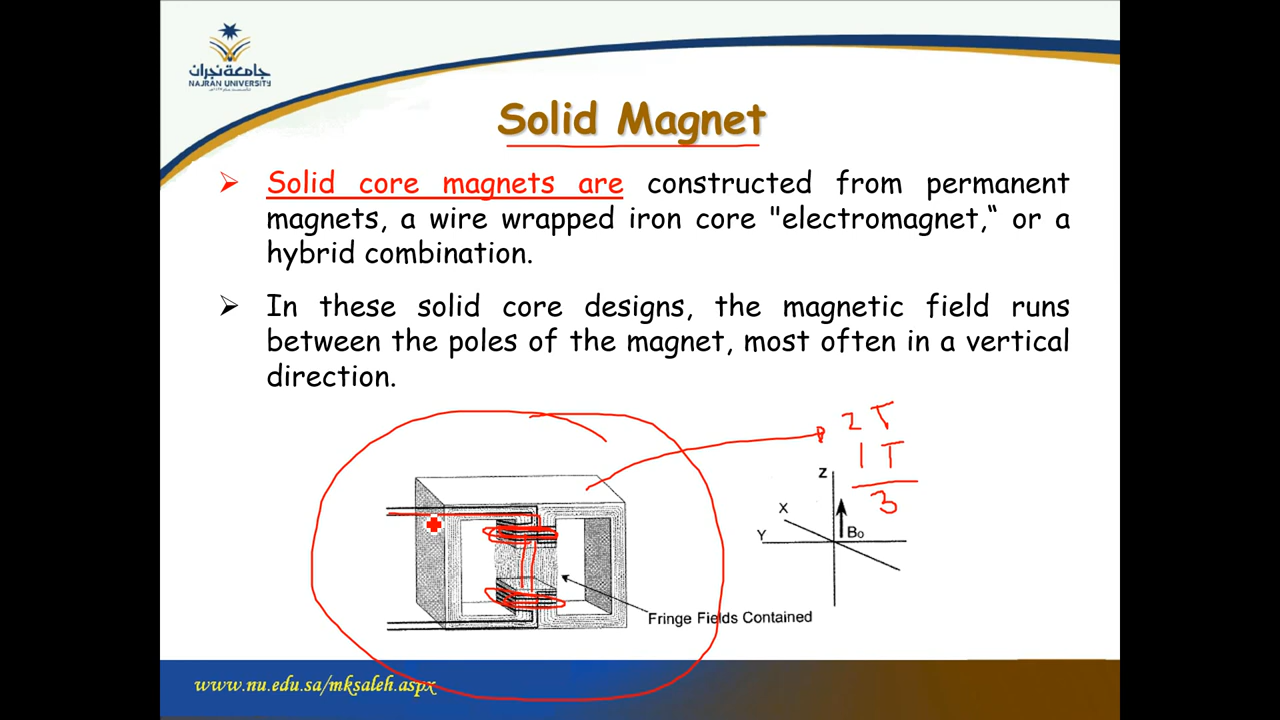 جامعة نجران
NAJRAN UNIVERSITY
Solid Magnet
Solid core magnets are constructed from permanent
magnets, a wire wrapped iron core "electromagnet,“ or a
hybrid combination.
In these solid core designs, the magnetic field runs
between the poles of the magnet, most often in a vertical
direction.
2 T
1 T
3
Z
X
Y
B₀
Fringe Fields Contained
www.nu.edu.sa/mksaleh.aspx